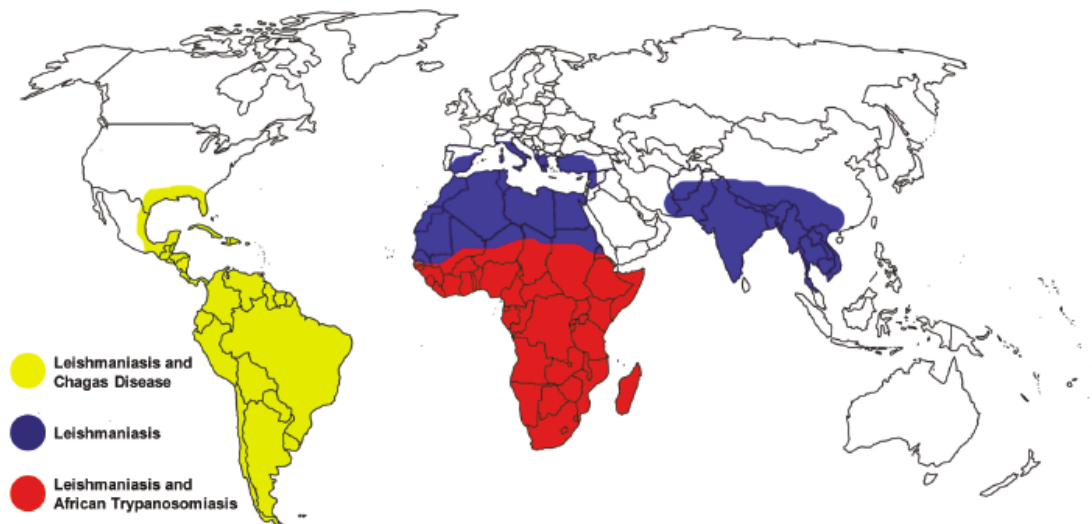 Leishmaniasis and
Chagas Disease
Leishmaniasis
Leishmaniasis and
African Trypanosomiasis